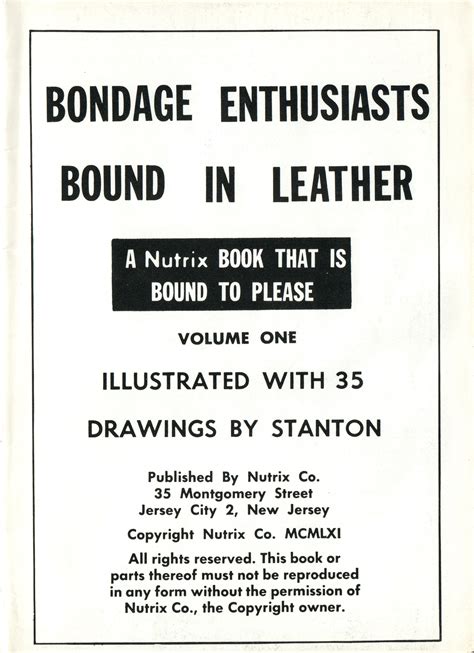 BONDAGE ENTHUSIASTS
BOUND IN LEATHER
A Nutrix BOOK THAT IS
BOUND TO PLEASE
VOLUME ONE
ILLUSTRATED WITH 35
DRAWINGS BY STANTON
Published By Nutrix Co.
35 Montgomery Street
Jersey City 2, New Jersey
Copyright Nutrix Co. MCMLXI
All rights reserved. This book or
parts thereof must not be reproduced
in any form without the permission of
Nutrix Co., the Copyright owner.